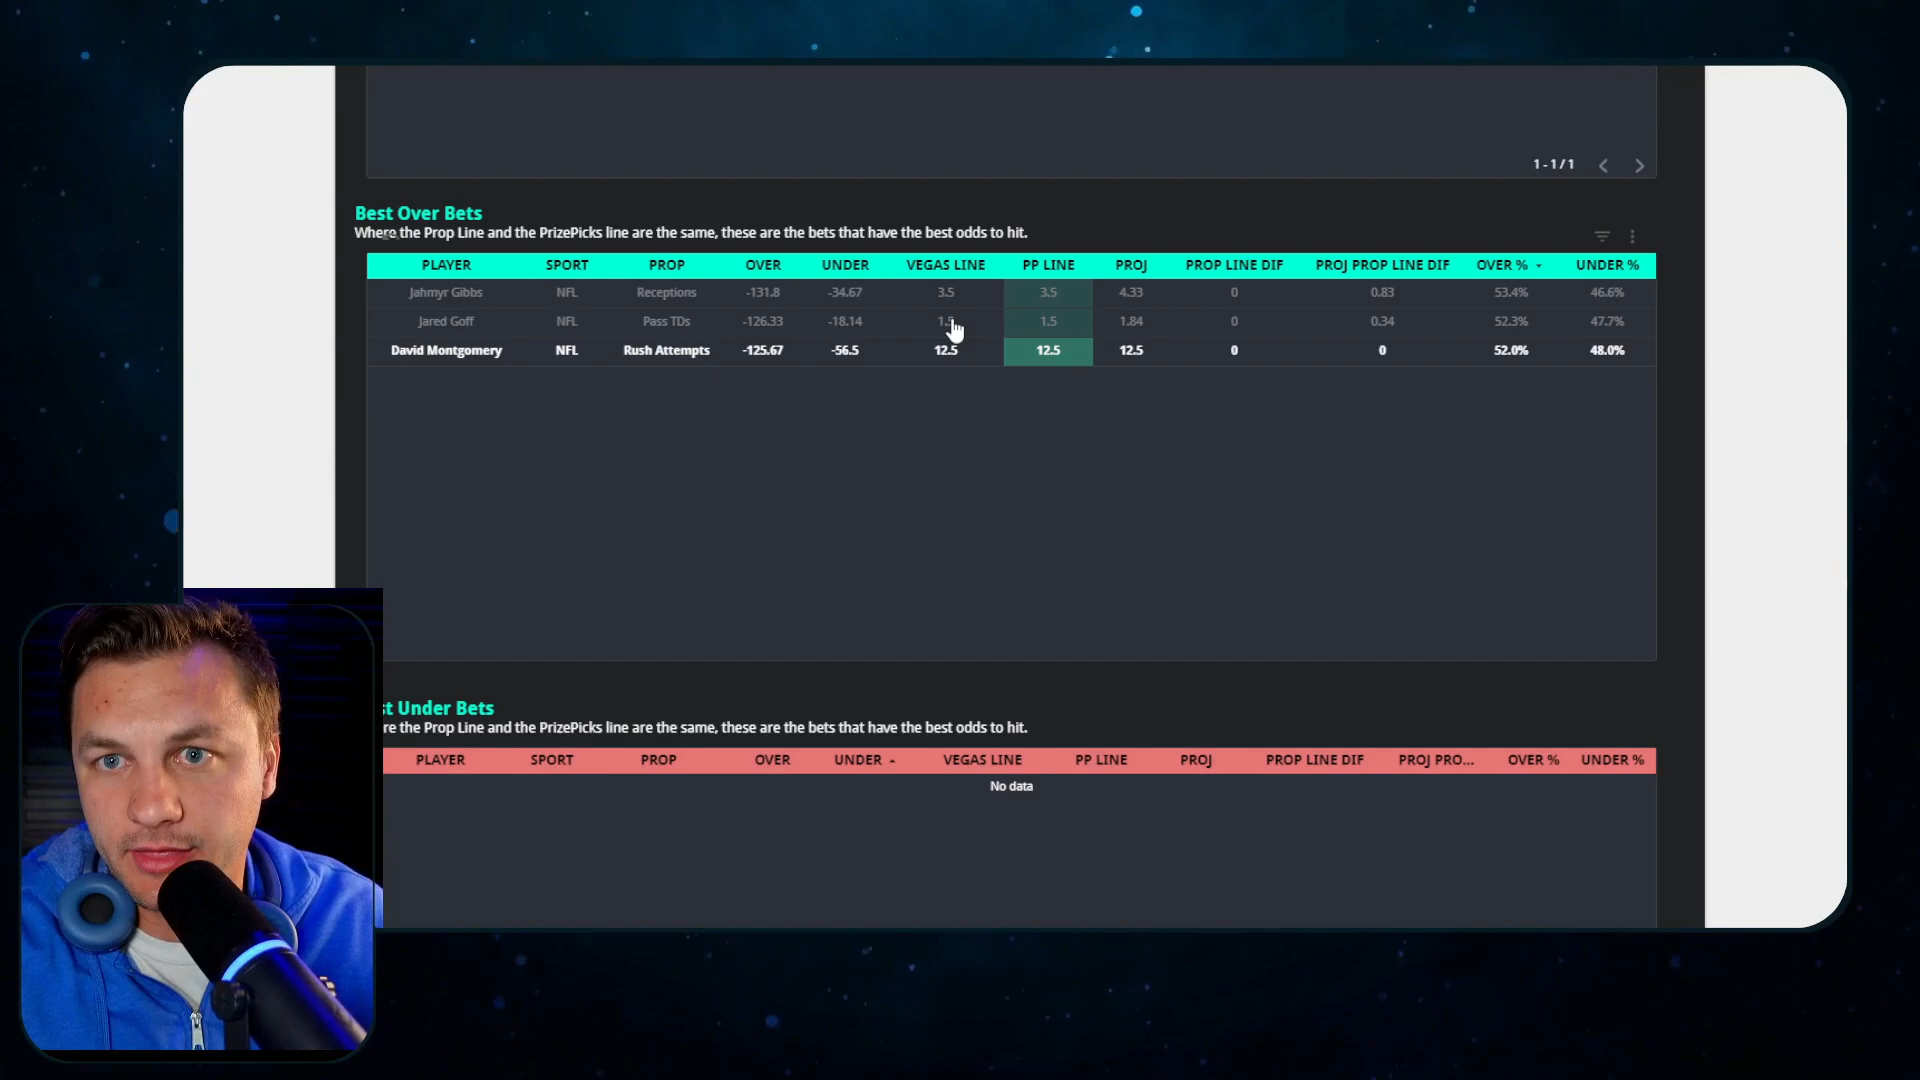 1 - 1 / 1
Best Over Bets
Where the Prop Line and the PrizePicks line are the same, these are the bets that have the best odds to hit.
PLAYER SPORT PROP OVER UNDER VEGAS LINE PP LINE PROJ PROP LINE DIF PROJ PROP LINE DIF OVER % UNDER %
Jahmyr Gibbs NFL Receptions -131.8 -34.67 3.5 3.5 4.33 0 0.83 53.4% 46.6%
Jared Goff NFL Pass TDs -126.33 -18.14 1.5 1.5 1.84 0 0.34 52.3% 47.7%
David Montgomery NFL Rush Attempts -125.67 -56.5 12.5 12.5 12.5 0 0 52.0% 48.0%
st Under Bets
re the Prop Line and the PrizePicks line are the same, these are the bets that have the best odds to hit.
PLAYER SPORT PROP OVER UNDER VEGAS LINE PP LINE PROJ PROP LINE DIF PROJ PRO... OVER % UNDER %
No data